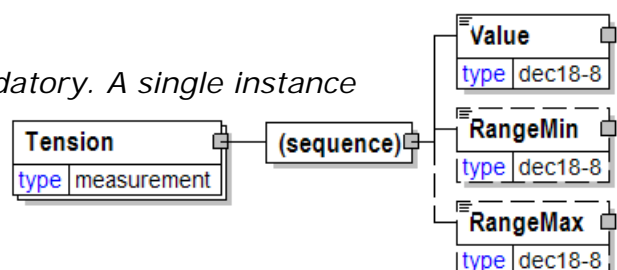 Value
type dec18-8
datory. A single instance
RangeMin
Tension
(sequence)
type measurement
type dec18-8
RangeMax
type dec18-8